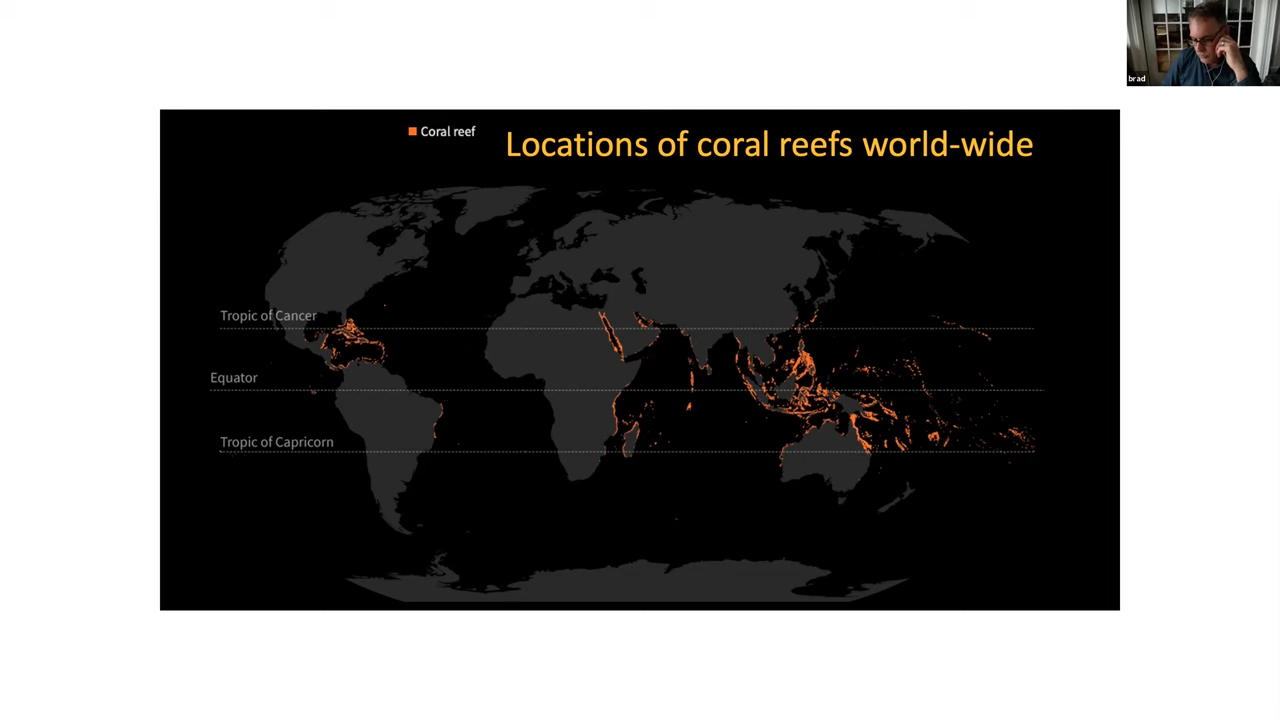 brad
Coral reef
Locations of coral reefs world-wide
Tropic of Cancer
Equator
Tropic of Capricorn